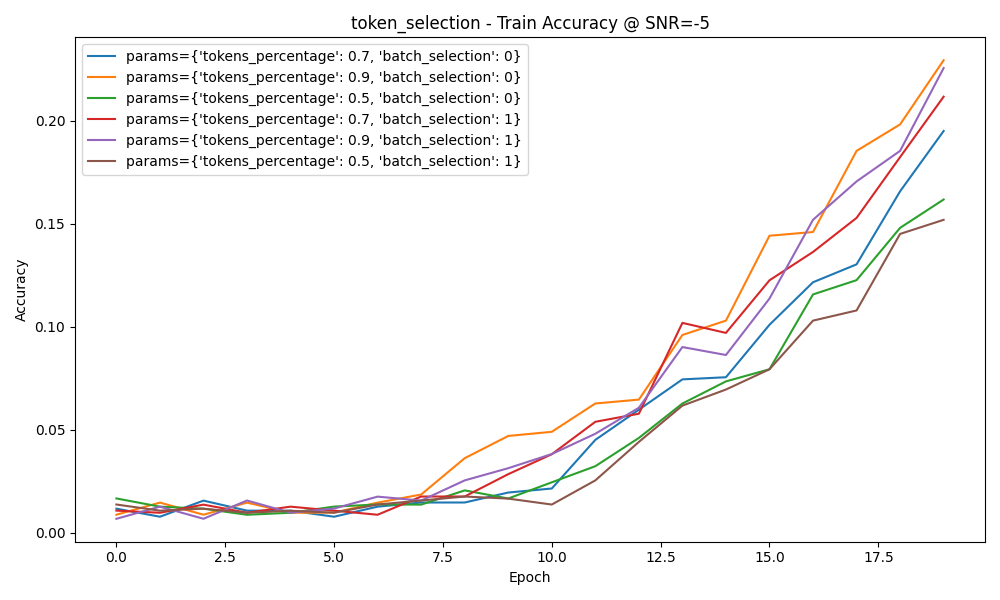 token_selection - Train Accuracy @ SNR=-5
params={'tokens_percentage': 0.7, 'batch_selection': 0}
params={'tokens_percentage': 0.9, 'batch_selection': 0}
params={'tokens_percentage': 0.5, 'batch_selection': 0}
params={'tokens_percentage': 0.7, 'batch_selection': 1}
params={'tokens_percentage': 0.9, 'batch_selection': 1}
params={'tokens_percentage': 0.5, 'batch_selection': 1}
Accuracy
0.20
0.15
0.10
0.05
0.00
0.0 2.5 5.0 7.5 10.0 12.5 15.0 17.5
Epoch